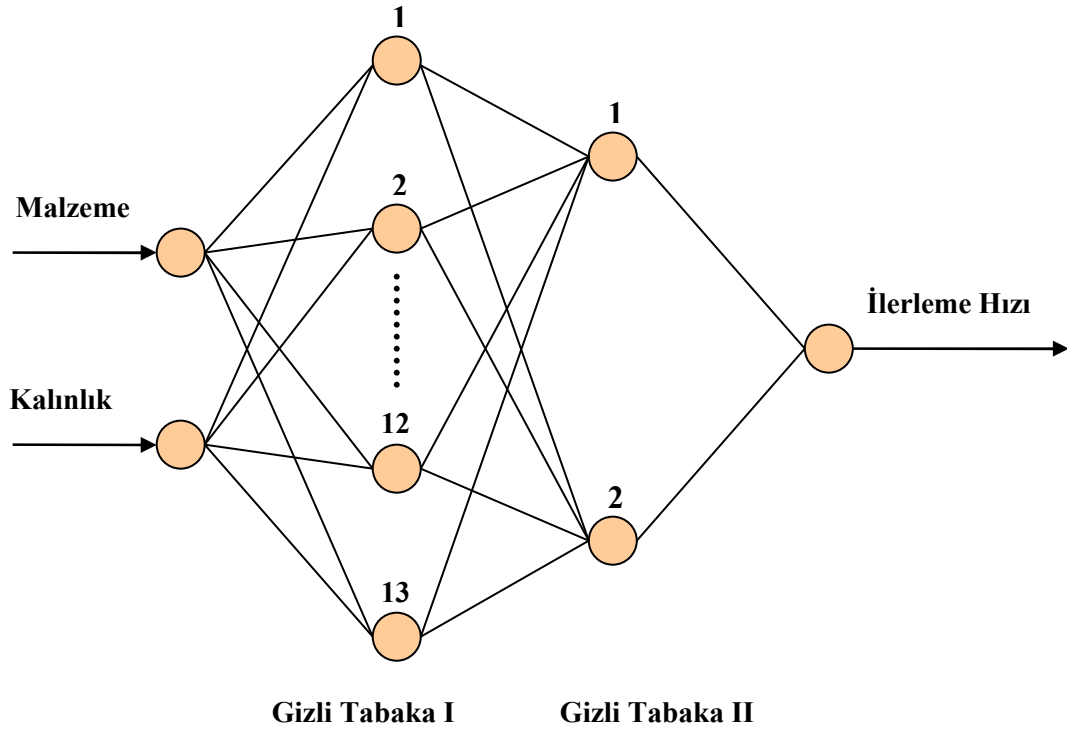 1
1
2
Malzeme
İlerleme Hızı
Kalınlık
12
2
13
Gizli Tabaka I
Gizli Tabaka II